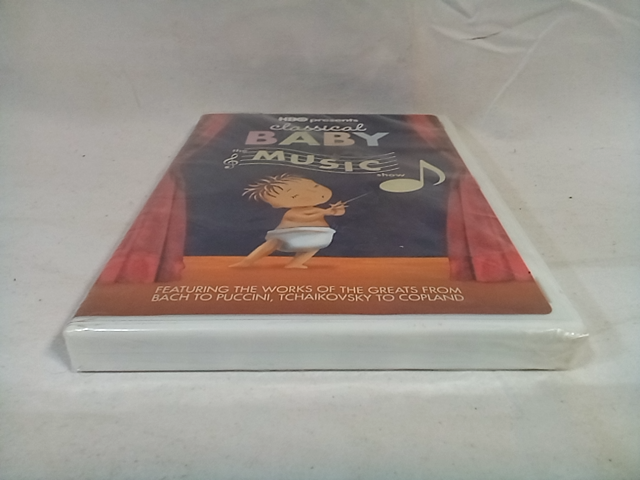 HBO presents
classical
BABY
the
MUSIC
show
FEATURING THE WORKS OF THE GREATS FROM
BACH TO PUCCINI, TCHAIKOVSKY TO COPLAND